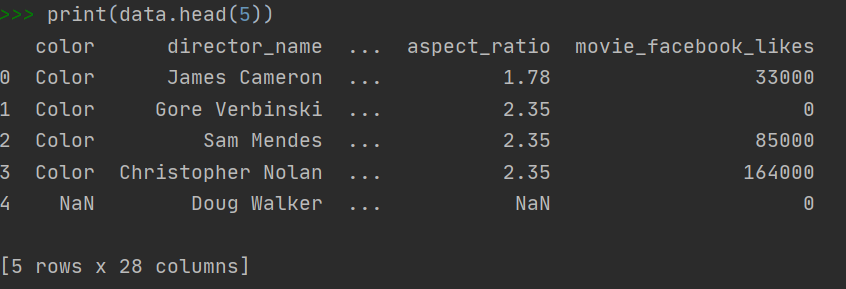 >>> print(data.head(5))
   color      director_name  ... aspect_ratio  movie_facebook_likes
0  Color      James Cameron  ...         1.78                 33000
1  Color     Gore Verbinski  ...         2.35                     0
2  Color         Sam Mendes  ...         2.35                 85000
3  Color  Christopher Nolan  ...         2.35                164000
4    NaN        Doug Walker  ...          NaN                     0
[5 rows x 28 columns]